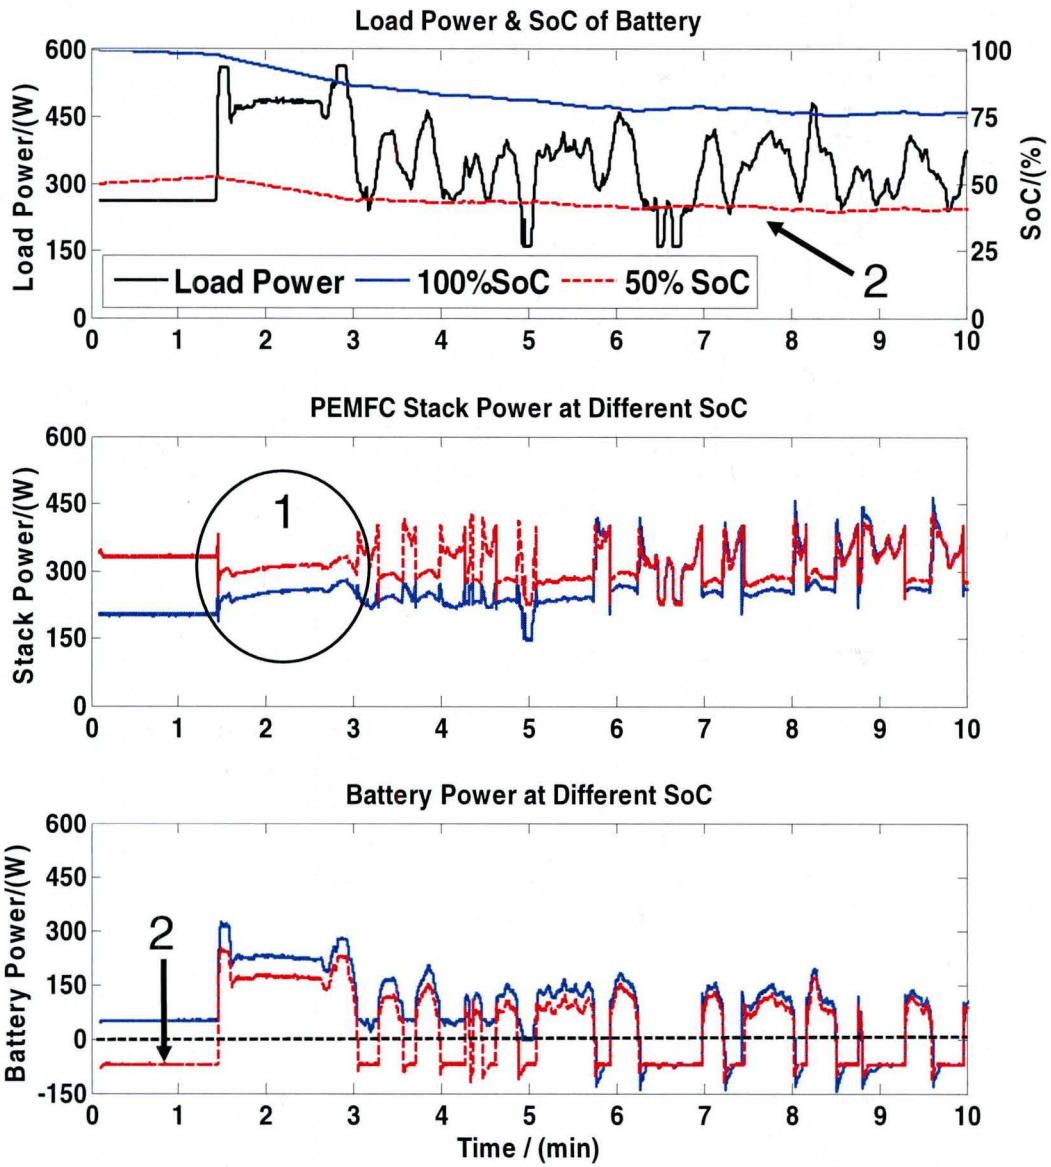 Load Power & SoC of Battery
600
450
300
150
0
Load Power/(W)
100
75
50
25
0
SoC/(%)
2
Load Power 100%SoC 50% SoC
0 1 2 3 4 5 6 7 8 9 10
PEMFC Stack Power at Different SoC
600
450
300
150
0
Stack Power/(W)
1
0 1 2 3 4 5 6 7 8 9 10
Battery Power at Different SoC
600
450
300
150
0
-150
Battery Power/(W)
2
0 1 2 3 4 5 6 7 8 9 10
Time / (min)